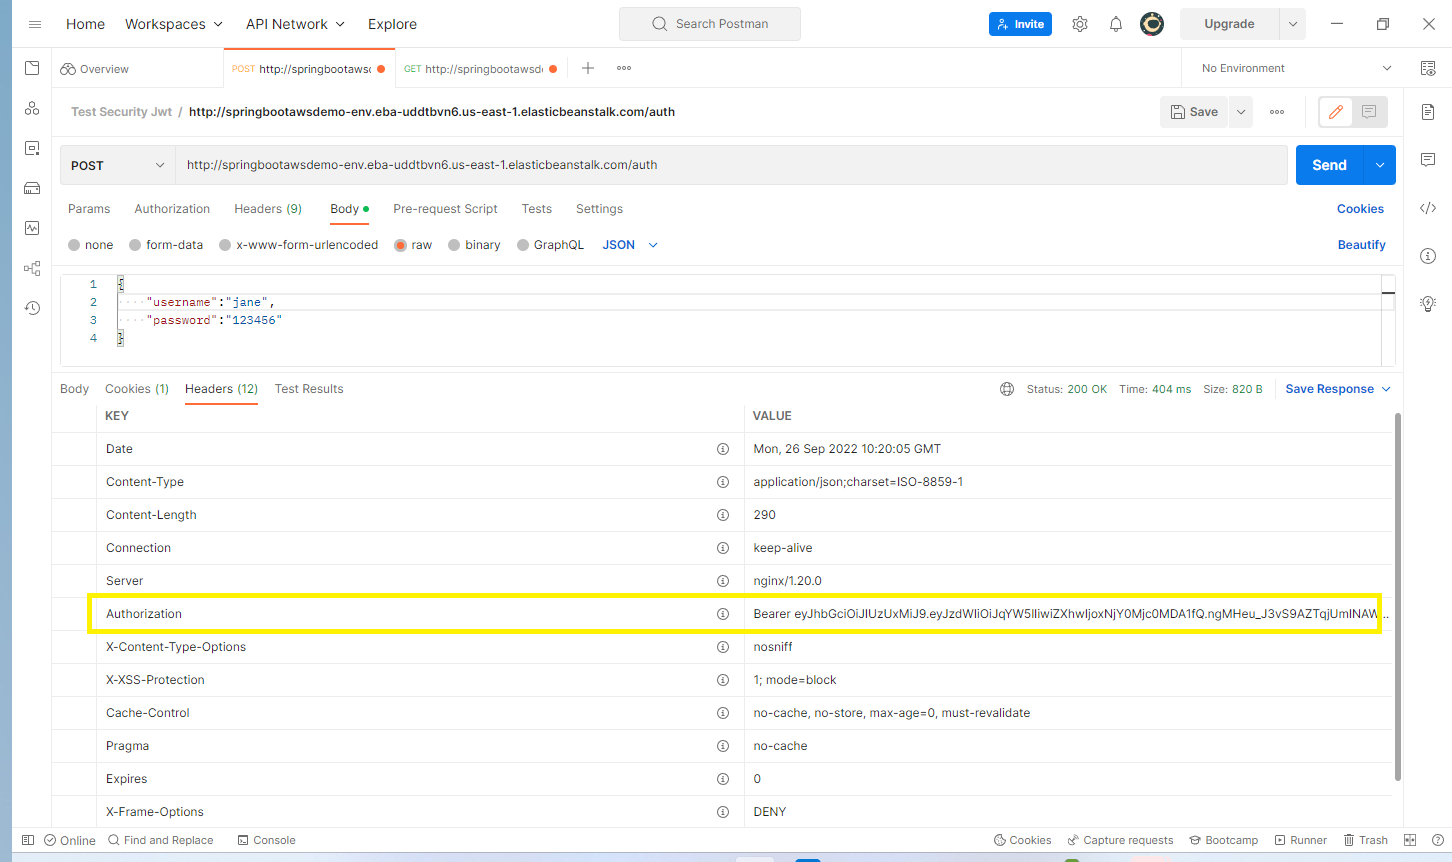 Home Workspaces API Network Explore Search Postman Invite Upgrade
Overview POST http://springbootawsd GET http://springbootawsd No Environment
Test Security Jwt / http://springbootawsdemo-env.eba-uddtbvn6.us-east-1.elasticbeanstalk.com/auth Save
POST http://springbootawsdemo-env.eba-uddtbvn6.us-east-1.elasticbeanstalk.com/auth Send
Params Authorization Headers (9) Body Pre-request Script Tests Settings Cookies
none form-data x-www-form-urlencoded raw binary GraphQL JSON Beautify
1 {
2 "username":"jane",
3 "password":"123456"
4 }
Body Cookies (1) Headers (12) Test Results Status: 200 OK Time: 404 ms Size: 820 B Save Response
KEY VALUE
Date Mon, 26 Sep 2022 10:20:05 GMT
Content-Type application/json;charset=ISO-8859-1
Content-Length 290
Connection keep-alive
Server nginx/1.20.0
Authorization Bearer eyJhbGciOiJIUzUxMiJ9.eyJzdWIiOiJqYW5lIiwiZXhwIjoxNjY0Mjc0MDA1fQ.ngMHeu_J3vS9AZTqjUmINAW...
X-Content-Type-Options nosniff
X-XSS-Protection 1; mode=block
Cache-Control no-cache, no-store, max-age=0, must-revalidate
Pragma no-cache
Expires 0
X-Frame-Options DENY
Online Find and Replace Console Cookies Capture requests Bootcamp Runner Trash